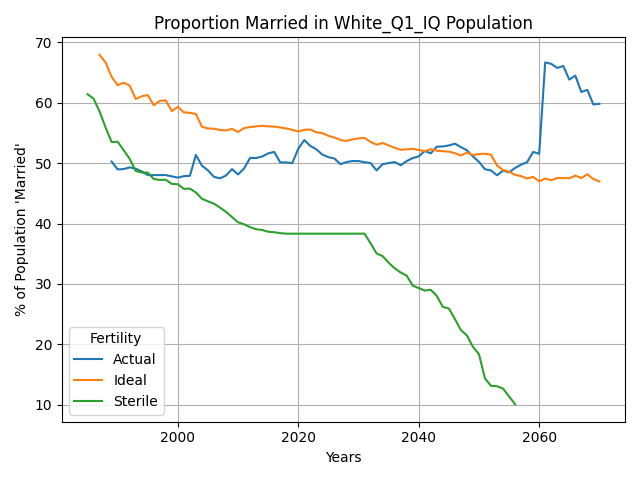 Proportion Married in White_Q1_IQ Population
% of Population 'Married'
70
60
50
40
30
20
10
Fertility
Actual
Ideal
Sterile
2000
2020
2040
2060
Years